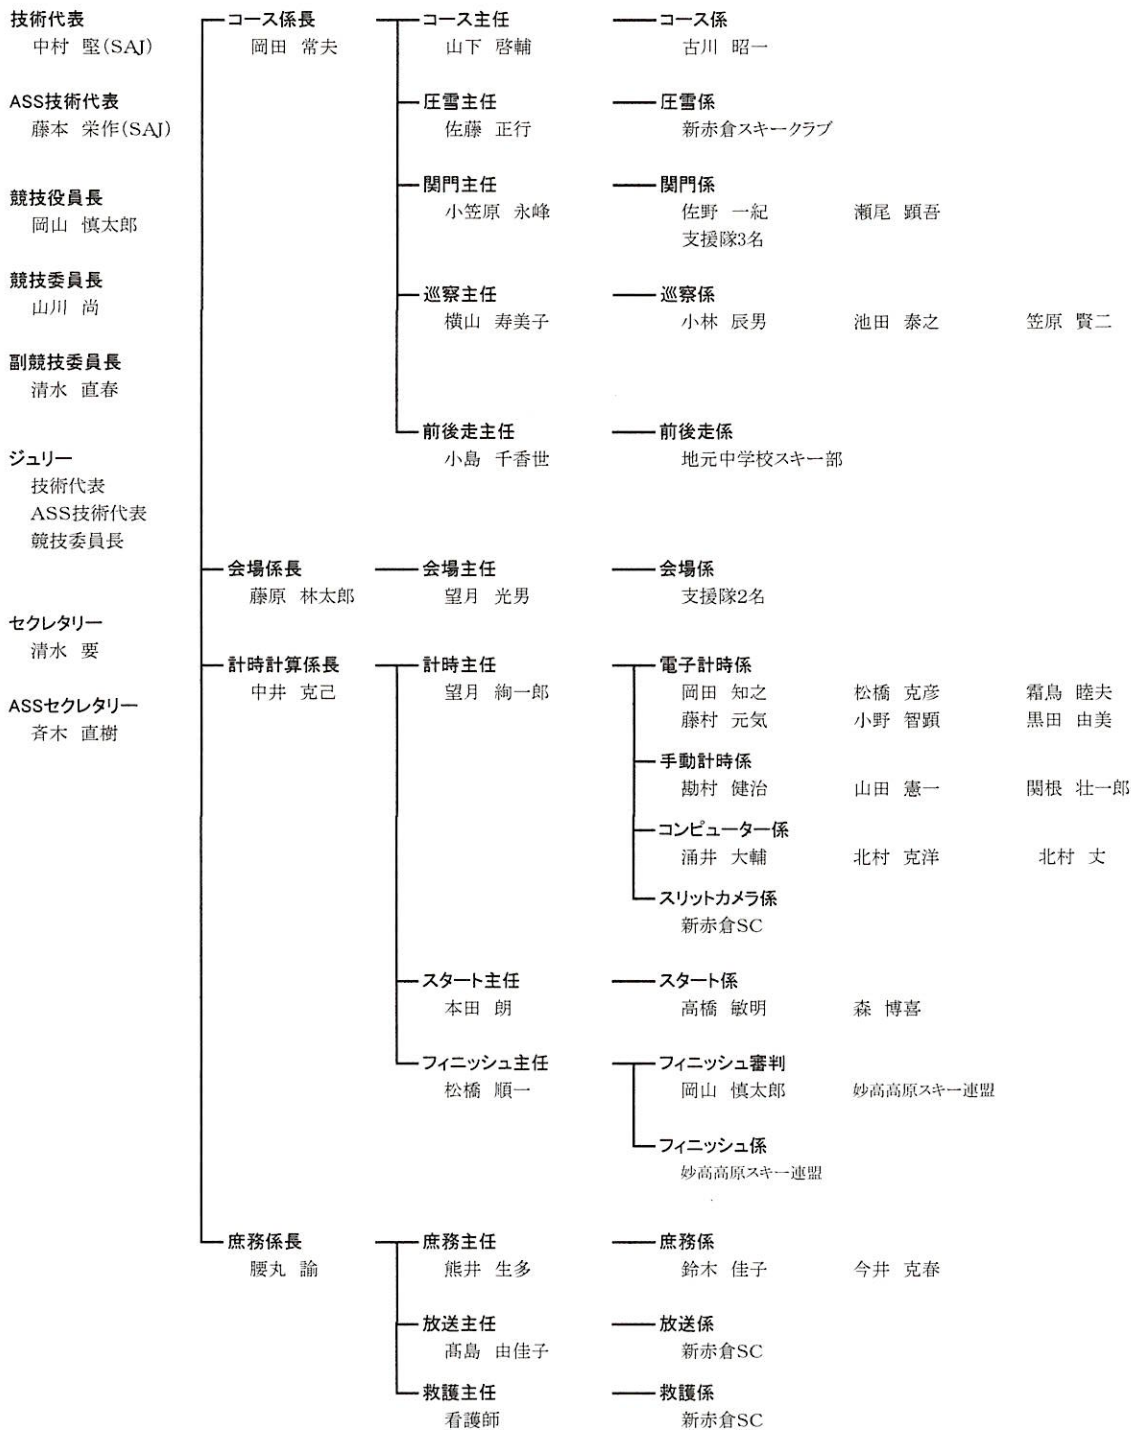 技術代表
中村 堅(SAJ)
ASS技術代表
藤本 栄作(SAJ)
競技役員長
岡山 慎太郎
競技委員長
山川 尚
副競技委員長
清水 直春
ジュリー
技術代表
ASS技術代表
競技委員長
セクレタリー
清水 要
ASSセクレタリー
斉木 直樹
コース係長 コース主任 コース係
岡田 常夫 山下 啓輔 古川 昭一
圧雪主任 圧雪係
佐藤 正行 新赤倉スキークラブ
関門主任 関門係
小笠原 永峰 佐野 一紀 瀬尾 顕吾
支援隊3名
巡察主任 巡察係
横山 寿美子 小林 辰男 池田 泰之 笠原 賢二
前後走主任 前後走係
小島 千香世 地元中学校スキー部
会場係長 会場主任 会場係
藤原 林太郎 望月 光男 支援隊2名
計時計算係長 計時主任 電子計時係
中井 克己 望月 絢一郎 岡田 知之 松橋 克彦 霜鳥 睦夫
藤村 元気 小野 智顕 黒田 由美
手動計時係
勘村 健治 山田 憲一 関根 壮一郎
コンピューター係
涌井 大輔 北村 克洋 北村 丈
スリットカメラ係
新赤倉SC
スタート主任 スタート係
本田 朗 高橋 敏明 森 博喜
フィニッシュ主任 フィニッシュ審判
松橋 順一 岡山 慎太郎 妙高高原スキー連盟
フィニッシュ係
妙高高原スキー連盟
庶務係長 庶務主任 庶務係
腰丸 諭 熊井 生多 鈴木 佳子 今井 克春
放送主任 放送係
髙島 由佳子 新赤倉SC
救護主任 救護係
看護師 新赤倉SC